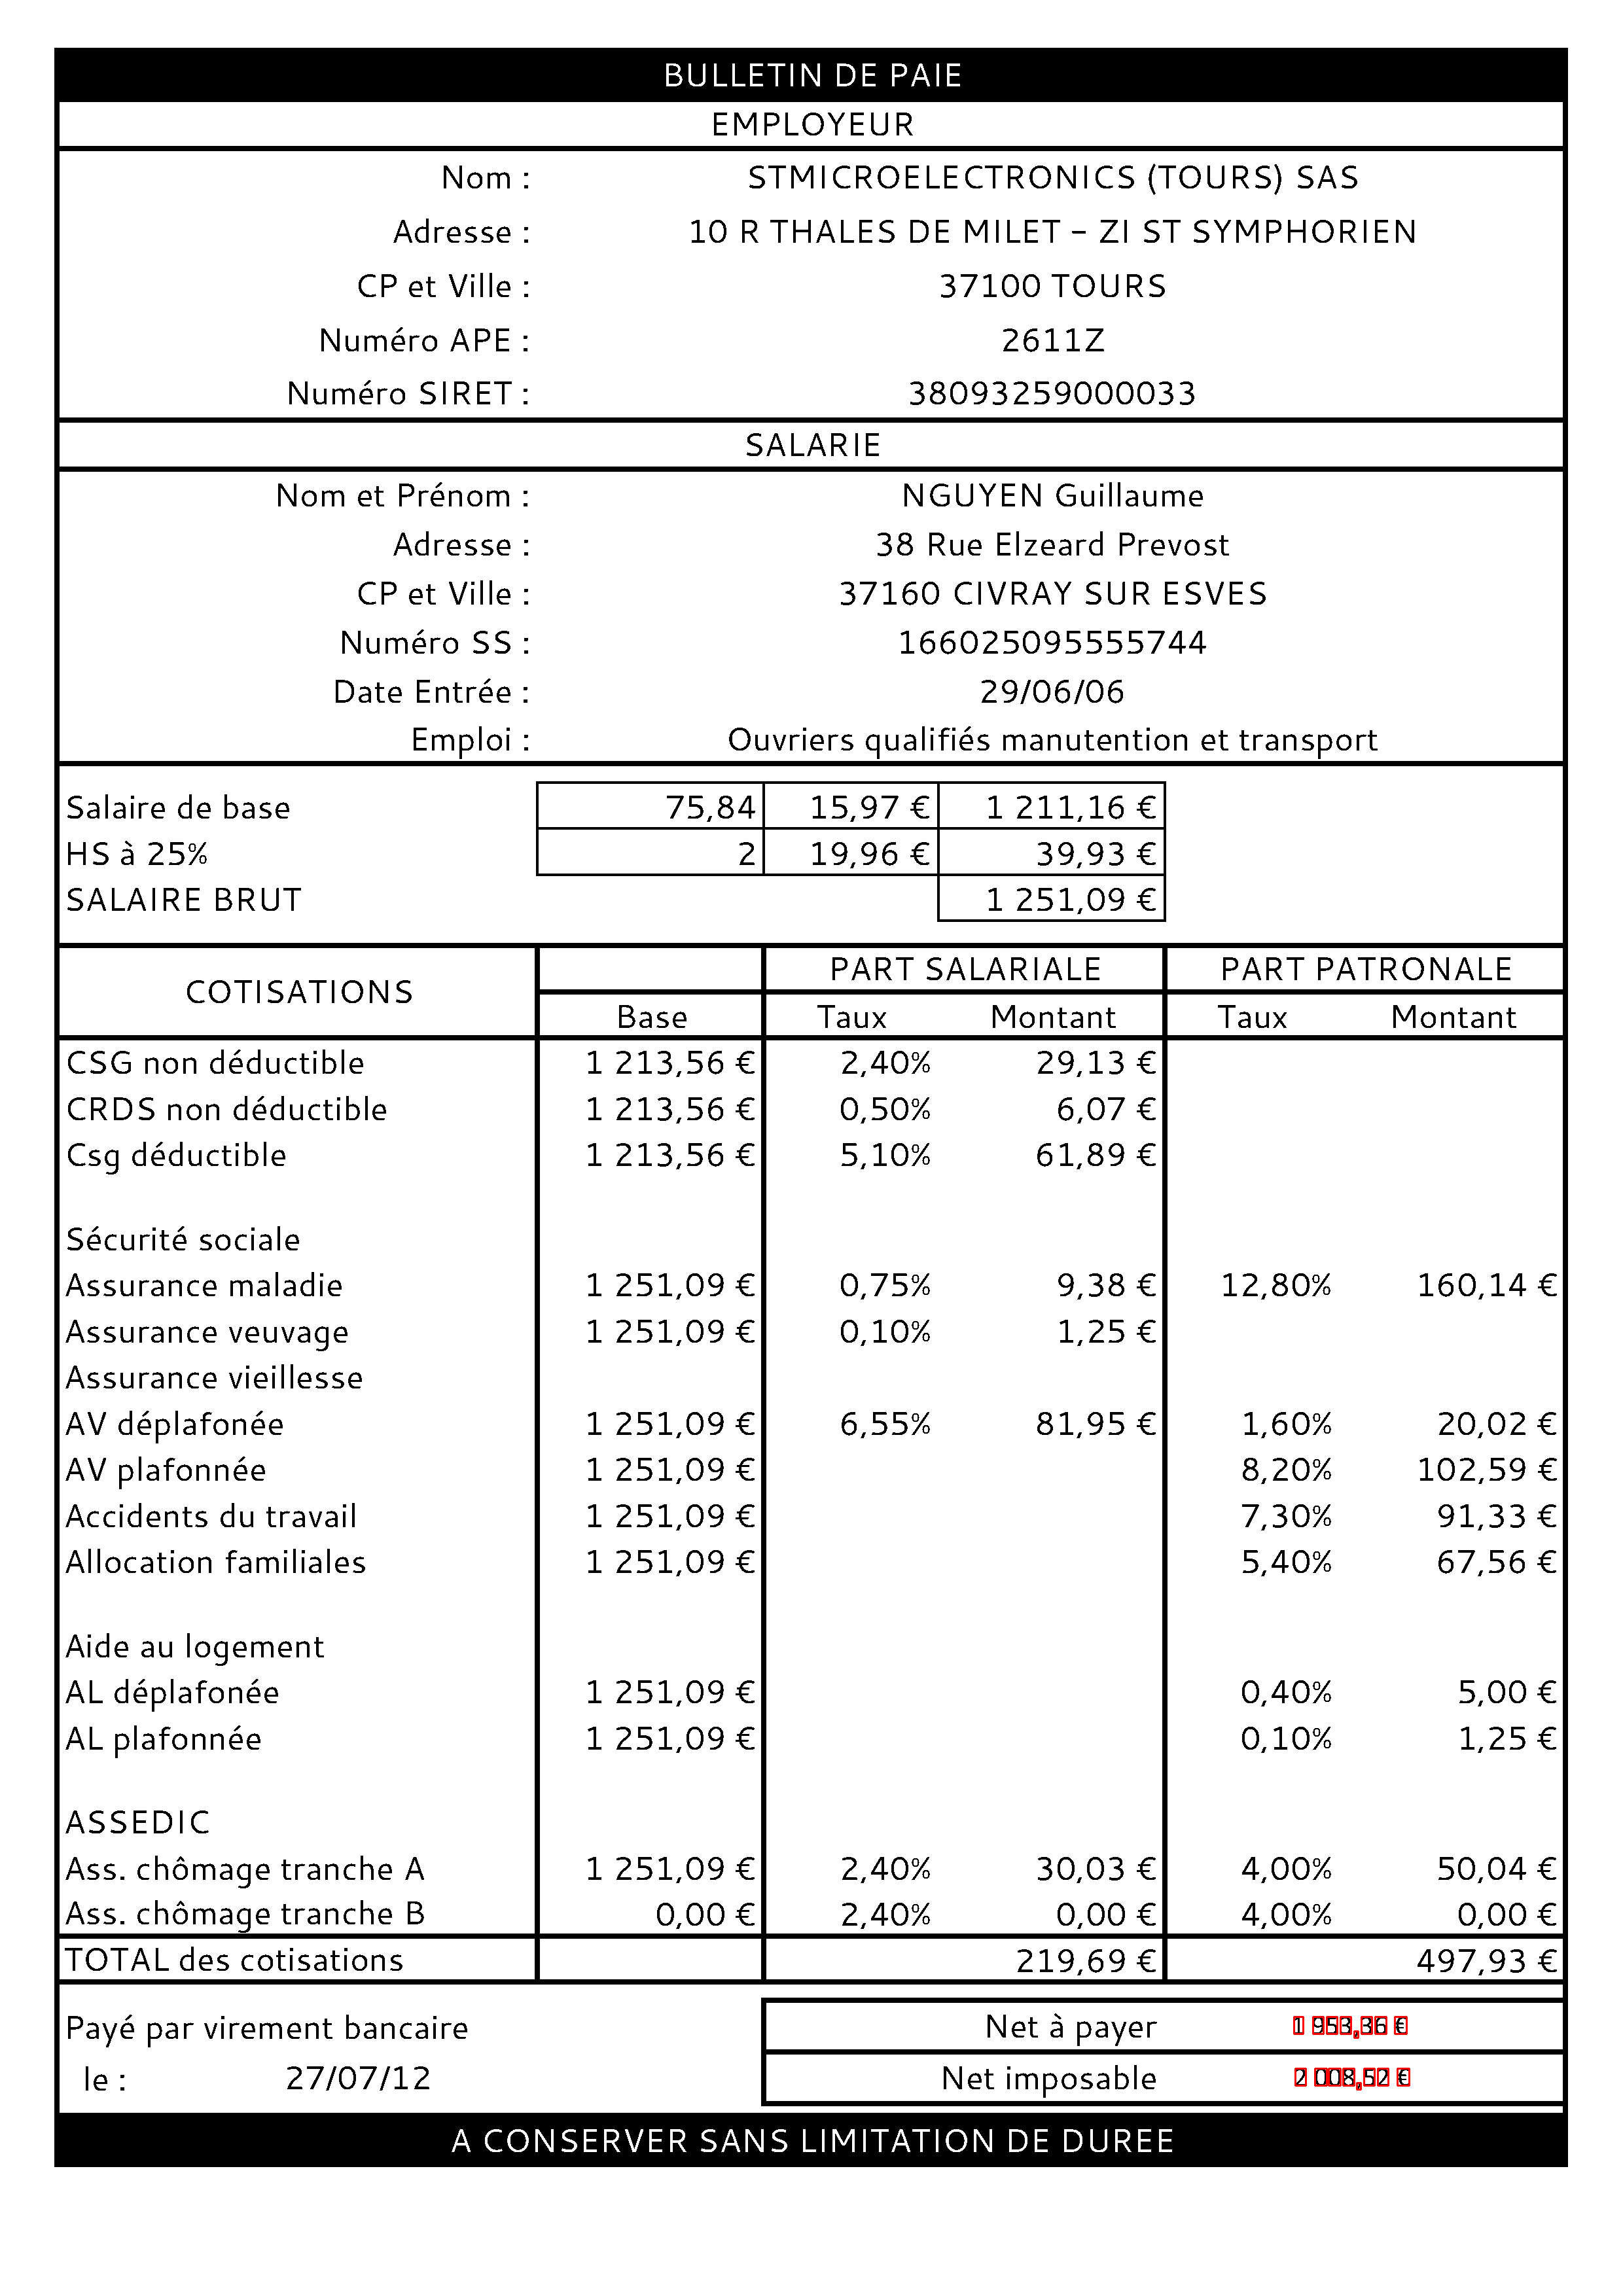 BULLETIN DE PAIE
EMPLOYEUR
Nom : STMICROELECTRONICS (TOURS) SAS
Adresse : 10 R THALES DE MILET - ZI ST SYMPHORIEN
CP et Ville : 37100 TOURS
Numéro APE : 2611Z
Numéro SIRET : 38093259000033
SALARIE
Nom et Prénom : NGUYEN Guillaume
Adresse : 38 Rue Elzeard Prevost
CP et Ville : 37160 CIVRAY SUR ESVES
Numéro SS : 166025095555744
Date Entrée : 29/06/06
Emploi : Ouvriers qualifiés manutention et transport
Salaire de base 75,84 15,97 € 1 211,16 €
HS à 25% 2 19,96 € 39,93 €
SALAIRE BRUT 1 251,09 €
COTISATIONS PART SALARIALE PART PATRONALE
Base Taux Montant Taux Montant
CSG non déductible 1 213,56 € 2,40% 29,13 €
CRDS non déductible 1 213,56 € 0,50% 6,07 €
Csg déductible 1 213,56 € 5,10% 61,89 €
Sécurité sociale
Assurance maladie 1 251,09 € 0,75% 9,38 € 12,80% 160,14 €
Assurance veuvage 1 251,09 € 0,10% 1,25 €
Assurance vieillesse
AV déplafonée 1 251,09 € 6,55% 81,95 € 1,60% 20,02 €
AV plafonnée 1 251,09 € 8,20% 102,59 €
Accidents du travail 1 251,09 € 7,30% 91,33 €
Allocation familiales 1 251,09 € 5,40% 67,56 €
Aide au logement
AL déplafonée 1 251,09 € 0,40% 5,00 €
AL plafonnée 1 251,09 € 0,10% 1,25 €
ASSEDIC
Ass. chômage tranche A 1 251,09 € 2,40% 30,03 € 4,00% 50,04 €
Ass. chômage tranche B 0,00 € 2,40% 0,00 € 4,00% 0,00 €
TOTAL des cotisations 219,69 € 497,93 €
Payé par virement bancaire Net à payer 1 953,36 €
le : 27/07/12 Net imposable 2 008,52 €
A CONSERVER SANS LIMITATION DE DUREE